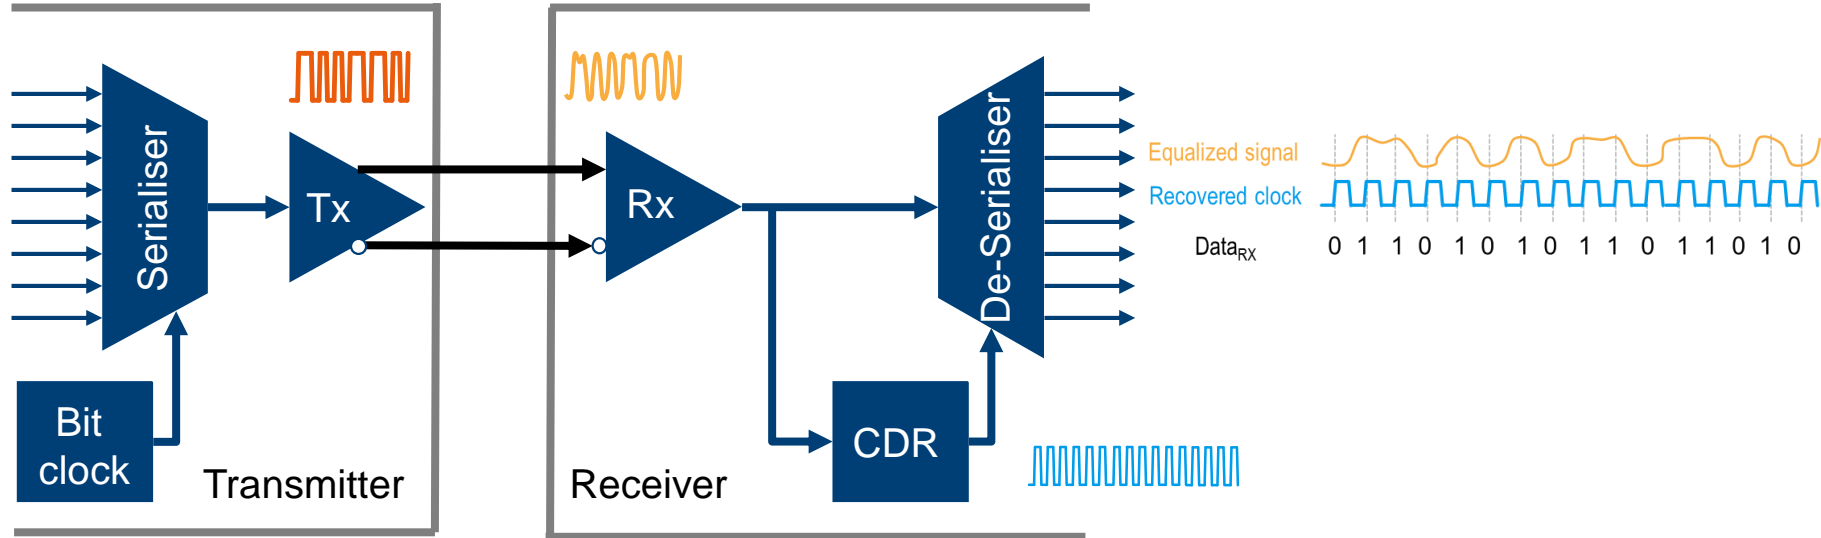 Serialiser
Tx
Bit
clock
Transmitter
Rx
De-Serialiser
CDR
Receiver
Equalized signal
Recovered clock
DataRX 0 1 1 0 1 0 1 0 1 1 0 1 1 0 1 0